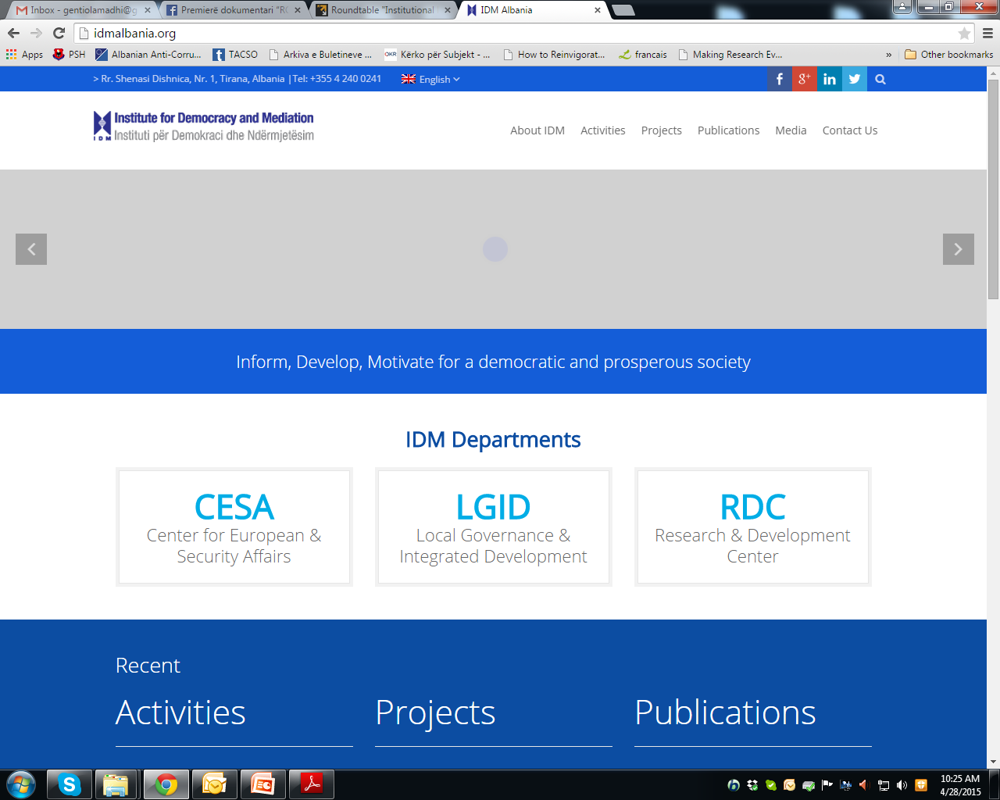 Inbox - gentiolamadhi@g
Premierë dokumentari "RO
Roundtable "Institutional
IDM Albania
idmalbania.org
Apps
PSH
Albanian Anti-Corru...
TACSO
Arkiva e Buletineve ...
OKR Kërko për Subjekt - ...
How to Reinvigorat...
francais
Making Research Ev...
» Other bookmarks
> Rr. Shenasi Dishnica, Nr. 1, Tirana, Albania |Tel: +355 4 240 0241
English
f g+ in
IDM
Institute for Democracy and Mediation
Instituti për Demokraci dhe Ndërmjetësim
About IDM Activities Projects Publications Media Contact Us
Inform, Develop, Motivate for a democratic and prosperous society
IDM Departments
CESA
Center for European &
Security Affairs
LGID
Local Governance &
Integrated Development
RDC
Research & Development
Center
Recent
Activities
Projects
Publications
10:25 AM
4/28/2015